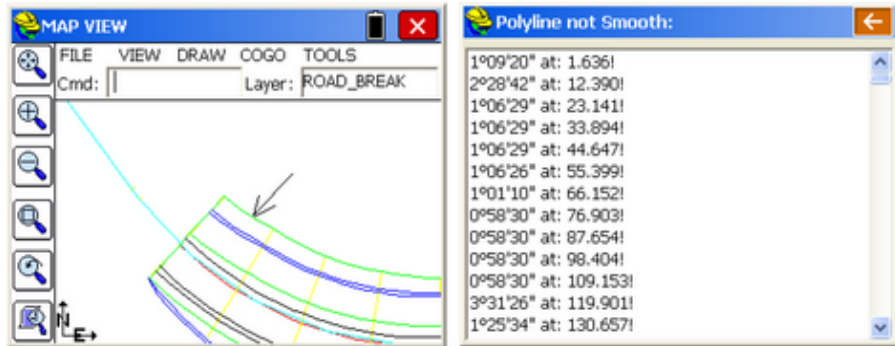 MAP VIEW
FILE VIEW DRAW COGO TOOLS
Cmd: Layer: ROAD_BREAK
N
E
Polyline not Smooth:
1º09'20" at: 1.636!
2º28'42" at: 12.390!
1º06'29" at: 23.141!
1º06'29" at: 33.894!
1º06'29" at: 44.647!
1º06'26" at: 55.399!
1º01'10" at: 66.152!
0º58'30" at: 76.903!
0º58'30" at: 87.654!
0º58'30" at: 98.404!
0º58'30" at: 109.153!
3º31'26" at: 119.901!
1º25'34" at: 130.657!